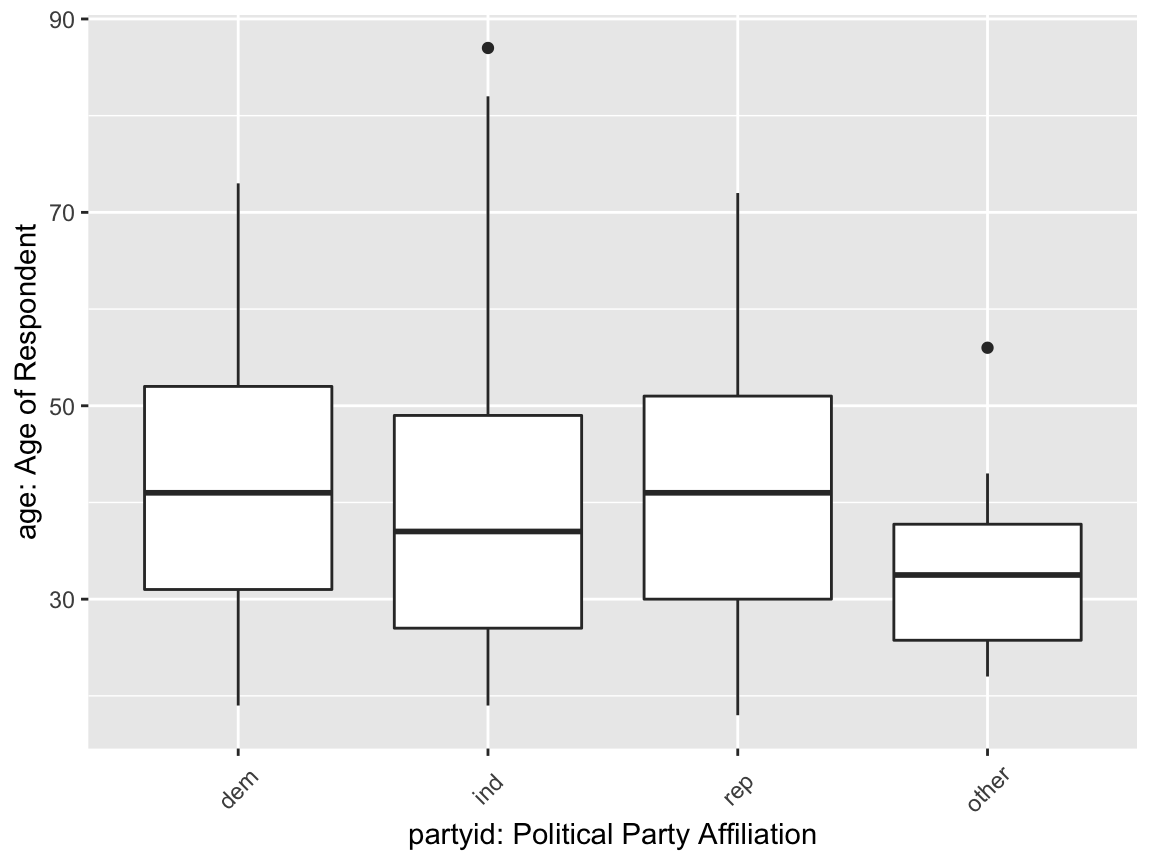 90
70
50
30
age: Age of Respondent
dem
ind
rep
other
partyid: Political Party Affiliation